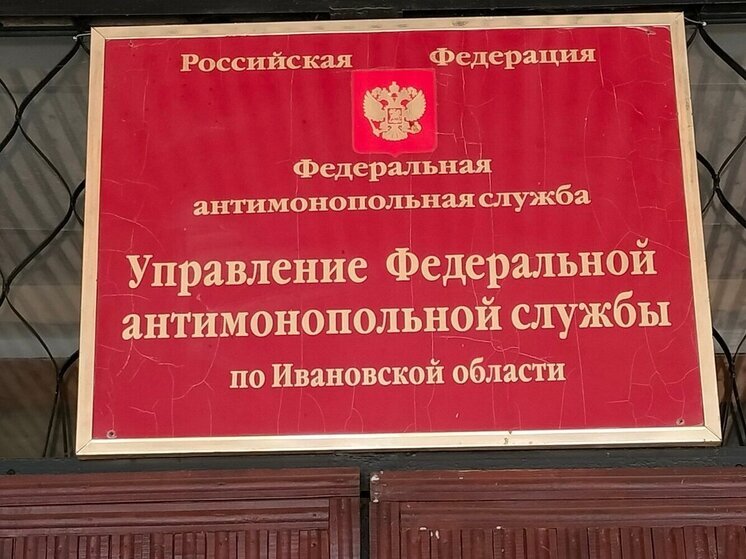 Российская Федерация
Федеральная
антимонопольная служба
Управление Федеральной
антимонопольной службы
по Ивановской области